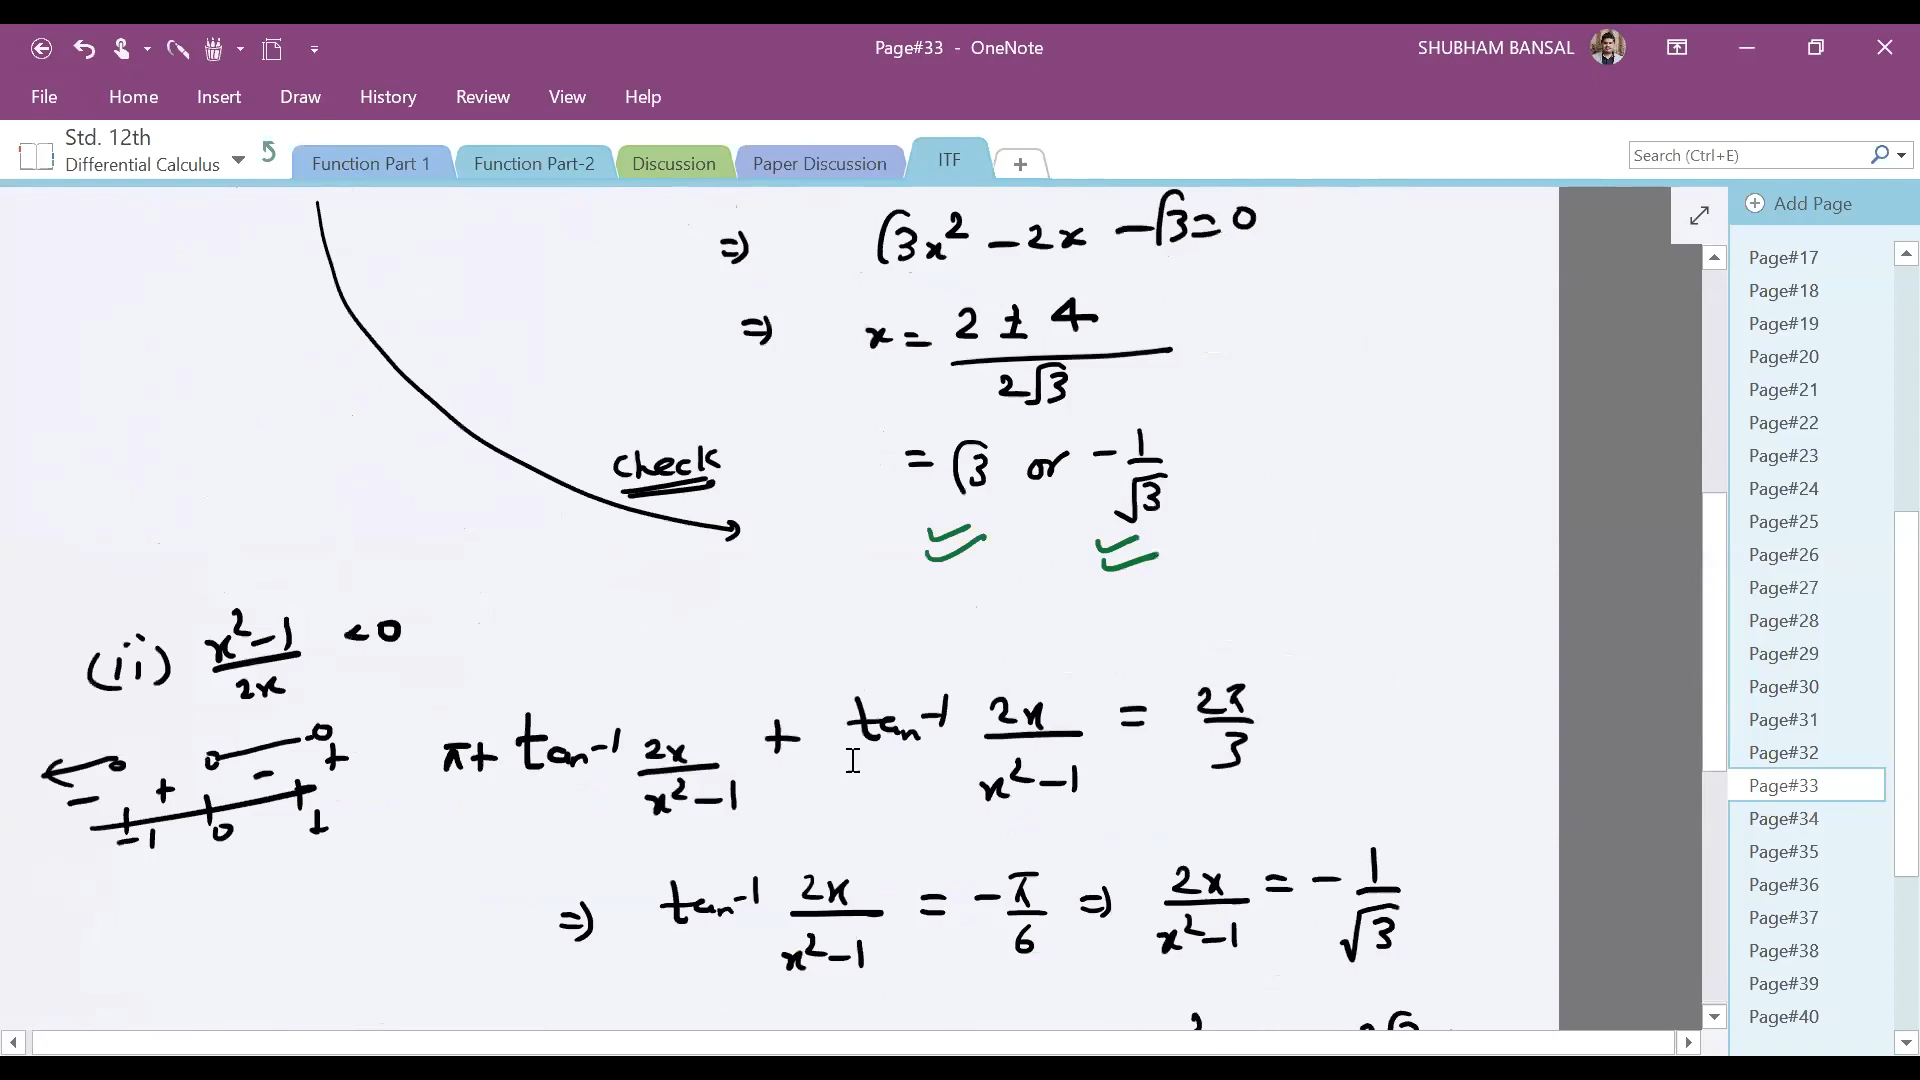 Page#33 - OneNote
SHUBHAM BANSAL
File Home Insert Draw History Review View Help
Std. 12th
Differential Calculus
Function Part 1 Function Part-2 Discussion Paper Discussion ITF +
Search (Ctrl+E)
Add Page
Page#17
Page#18
Page#19
Page#20
Page#21
Page#22
Page#23
Page#24
Page#25
Page#26
Page#27
Page#28
Page#29
Page#30
Page#31
Page#32
Page#33
Page#34
Page#35
Page#36
Page#37
Page#38
Page#39
Page#40
⇒ √3x² - 2x - √3 = 0
⇒ x = (2 ± 4)/(2√3)
check = √3 or -1/√3
(ii) (x²-1)/(2x) < 0
- + - +
-1 0 1
π + tan⁻¹ 2x/(x²-1) + tan⁻¹ 2x/(x²-1) = 2π/3
⇒ tan⁻¹ 2x/(x²-1) = -π/6 ⇒ 2x/(x²-1) = -1/√3